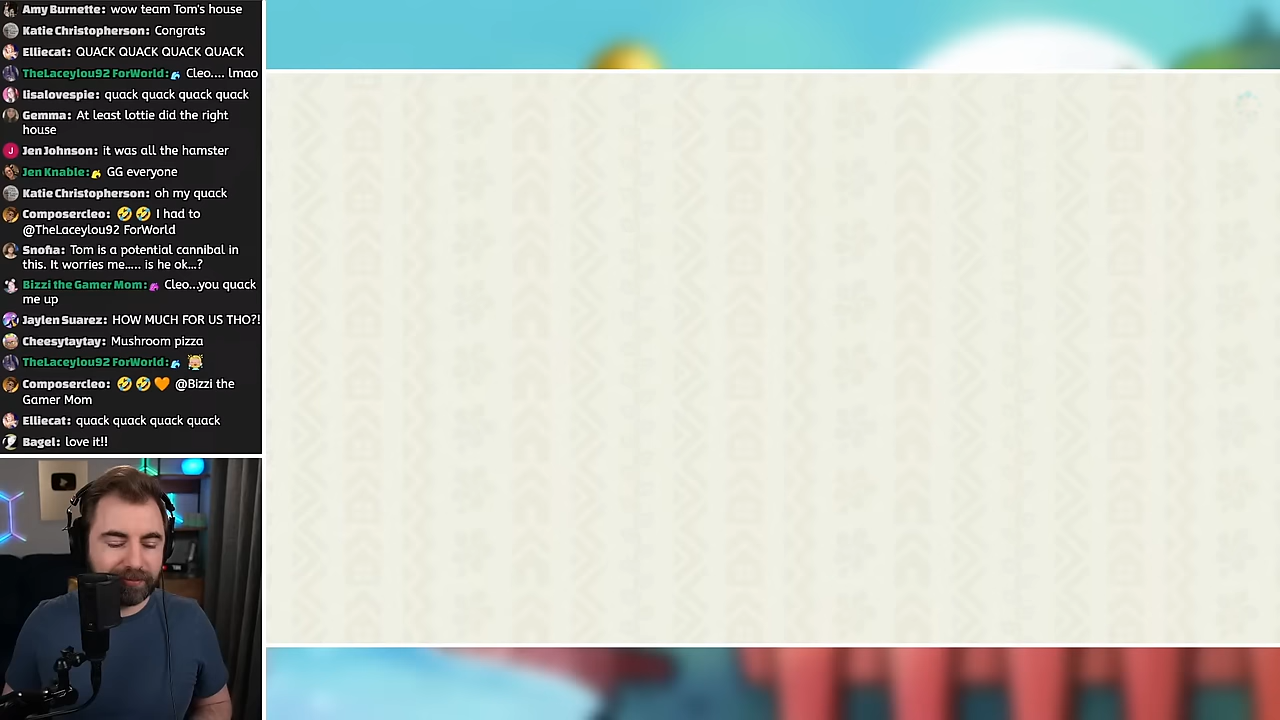 Amy Burnette: wow team Tom's house
Katie Christopherson: Congrats
Elliecat: QUACK QUACK QUACK QUACK
TheLaceylou92 ForWorld: Cleo.... lmao
lisalovespie: quack quack quack quack
Gemma: At least lottie did the right
house
Jen Johnson: it was all the hamster
Jen Knable: GG everyone
Katie Christopherson: oh my quack
Composercleo: 🤣 🤣 I had to
@TheLaceylou92 ForWorld
Snofia: Tom is a potential cannibal in
this. It worries me..... is he ok...?
Bizzi the Gamer Mom: Cleo...you quack
me up
Jaylen Suarez: HOW MUCH FOR US THO?!
Cheesytaytay: Mushroom pizza
TheLaceylou92 ForWorld:
Composercleo: 🤣 🤣 🧡 @Bizzi the
Gamer Mom
Elliecat: quack quack quack quack
Bagel: love it!!